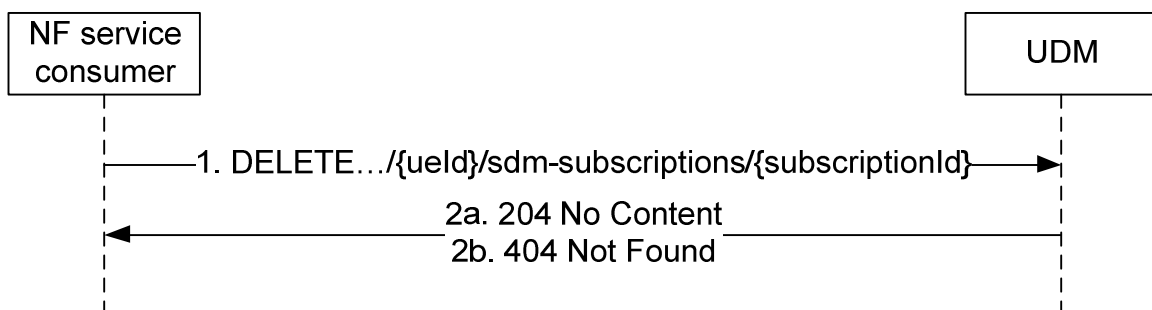 NF service
consumer
UDM
1. DELETE…/{ueId}/sdm-subscriptions/{subscriptionId}
2a. 204 No Content
2b. 404 Not Found